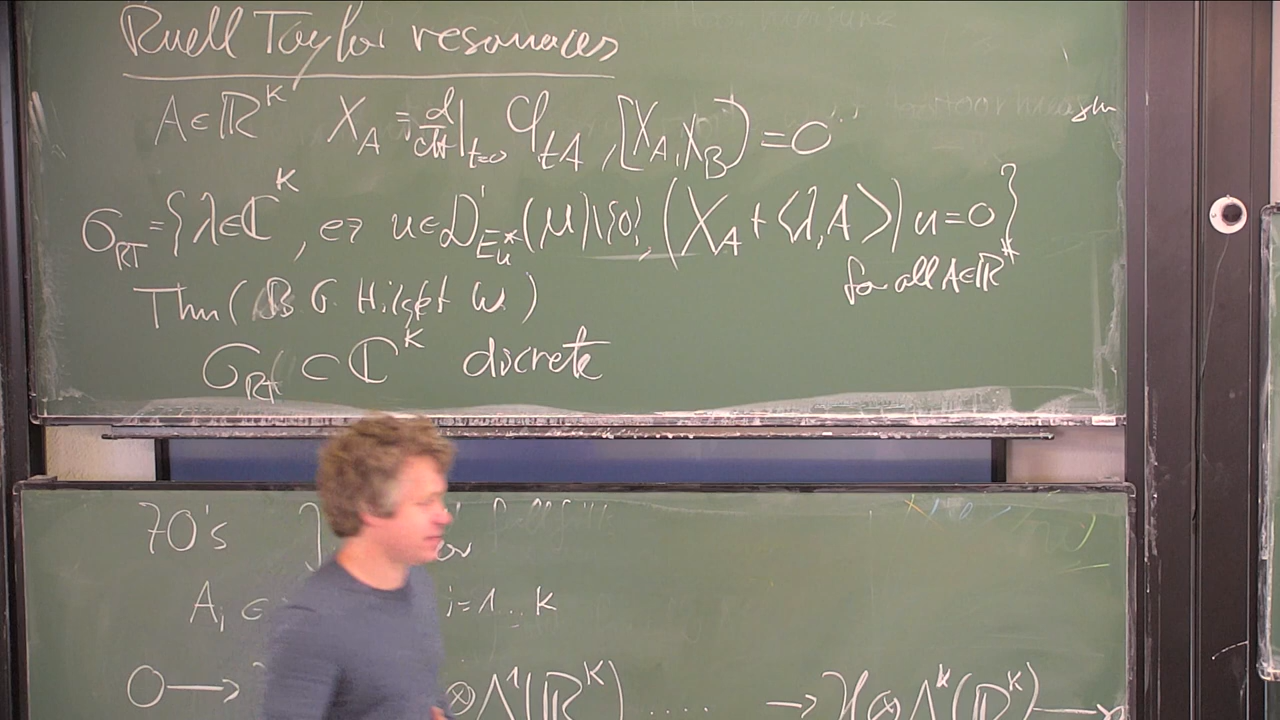 Ruell Taylor resonaces
A∈ℝ^K X_A = d/dt|_{t=0} φ_{tA}, [X_A, X_B] = 0
σ_RT = {λ∈ℂ^K, ex u∈D'_{E_u^*}(M)\{0}, (X_A + ⟨λ,A⟩) u = 0}
for all A∈ℝ^K
Thm (B G. Hilgert W.)
σ_RT ⊂ ℂ^K discrete
70's
A_i ∈ i=1...K
0 → ⊗Λ^1(ℝ^K) ..... → H⊗Λ^k(ℝ^K) →